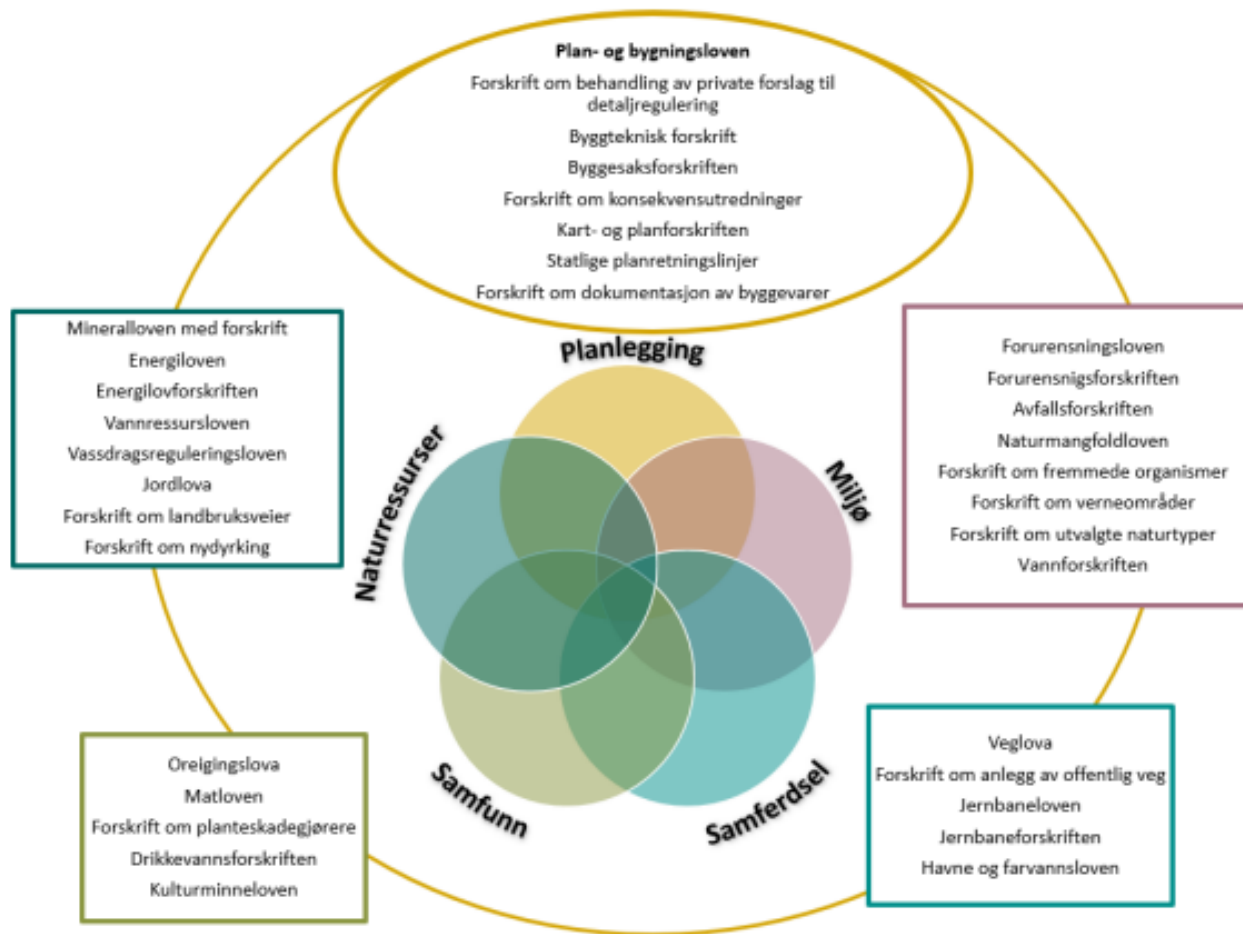 Plan- og bygningsloven
Forskrift om behandling av private forslag til
detaljregulering
Byggteknisk forskrift
Byggesaksforskriften
Forskrift om konsekvensutredninger
Kart- og planforskriften
Statlige planretningslinjer
Forskrift om dokumentasjon av byggevarer
Mineralloven med forskrift
Energiloven
Energilovforskriften
Vannressursloven
Vassdragsreguleringsloven
Jordlova
Forskrift om landbruksveier
Forskrift om nydyrking
Planlegging
Naturressurser
Miljø
Samfunn
Samferdsel
Forurensningsloven
Forurensnigsforskriften
Avfallsforskriften
Naturmangfoldloven
Forskrift om fremmede organismer
Forskrift om verneområder
Forskrift om utvalgte naturtyper
Vannforskriften
Oreigingslova
Matloven
Forskrift om planteskadegjørere
Drikkevannsforskriften
Kulturminneloven
Veglova
Forskrift om anlegg av offentlig veg
Jernbaneloven
Jernbaneforskriften
Havne og farvannsloven